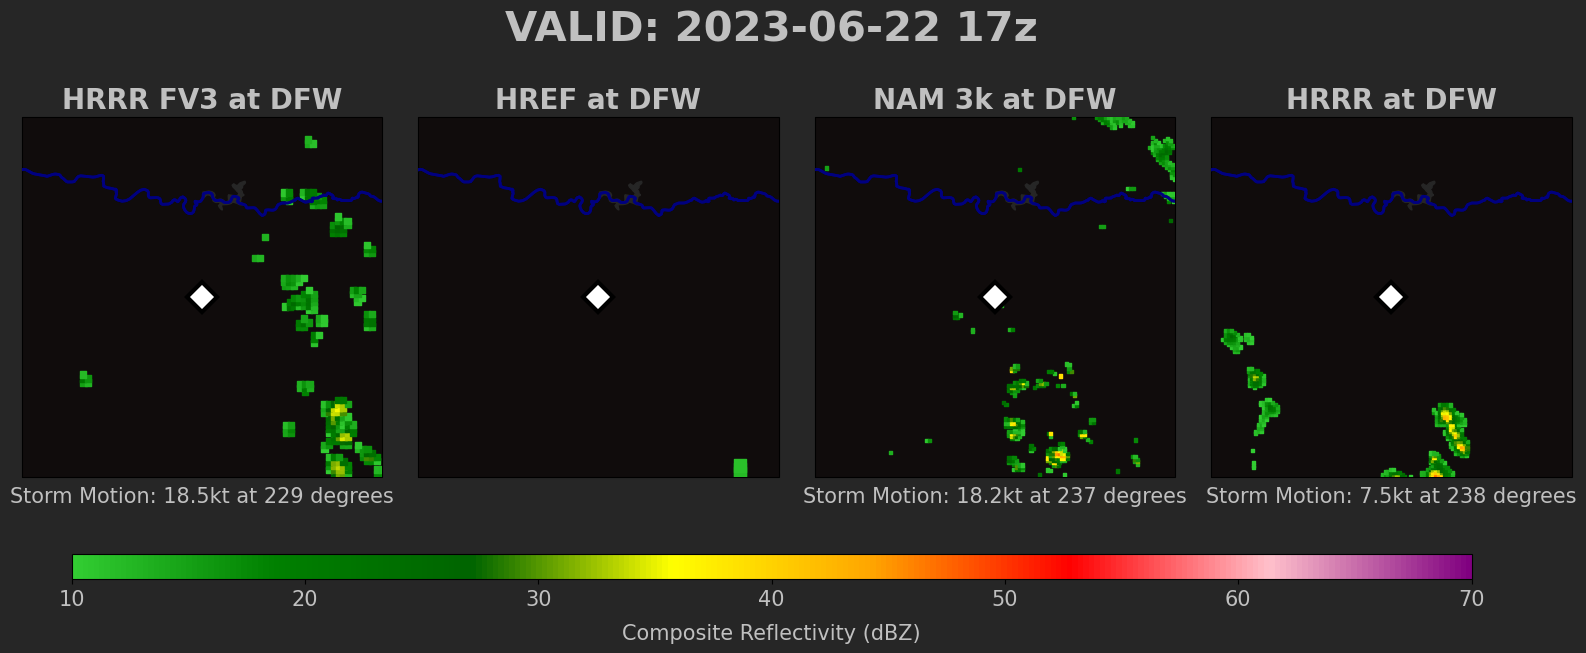 VALID: 2023-06-22 17z
HRRR FV3 at DFW
HREF at DFW
NAM 3k at DFW
HRRR at DFW
Storm Motion: 18.5kt at 229 degrees
Storm Motion: 18.2kt at 237 degrees
Storm Motion: 7.5kt at 238 degrees
10 20 30 40 50 60 70
Composite Reflectivity (dBZ)